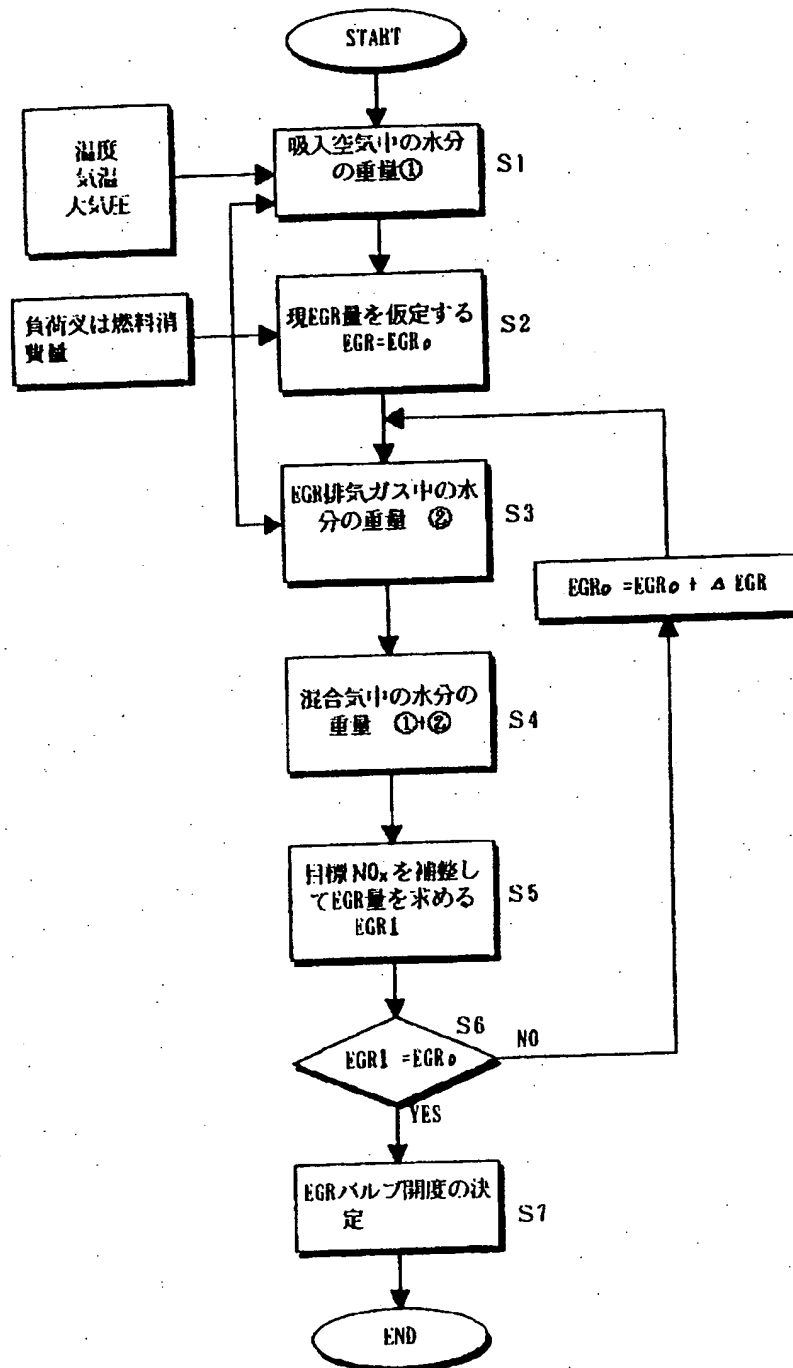 START
温度
気温
大気圧
吸入空気中の水分
の重量①
S1
負荷又は燃料消
費量
現EGR量を仮定する
EGR=EGR₀
S2
EGR排気ガス中の水
分の重量 ②
S3
EGR₀ =EGR₀ + Δ EGR
混合気中の水分の
重量 ①+②
S4
目標 NOx を補整し
てEGR量を求める
EGR1
S5
S6
EGR1 =EGR₀
NO
YES
EGRバルブ開度の決
定
S7
END